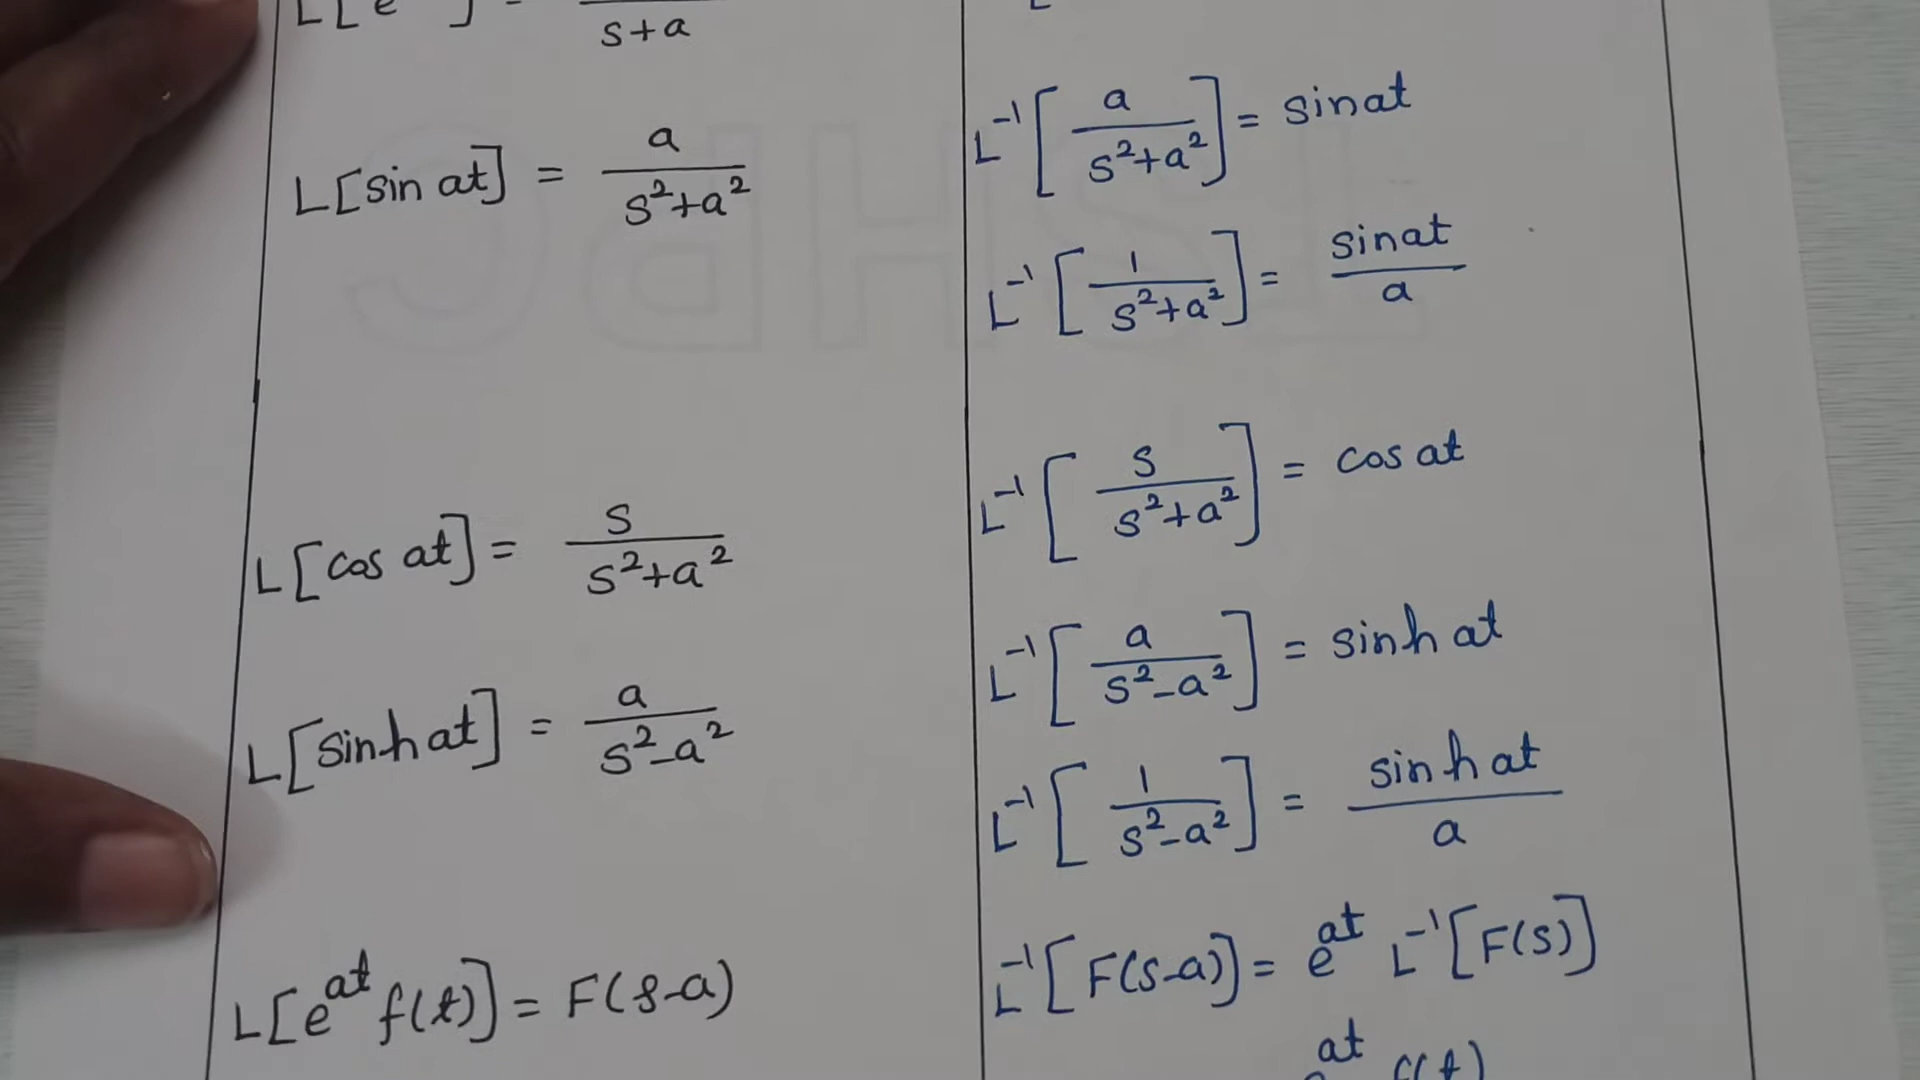 L[e
]
s+a
L[sin at] = a/(s²+a²)
L[cos at] = s/(s²+a²)
L[sinh at] = a/(s²-a²)
L[e^{at} f(t)] = F(s-a)
L⁻¹[a/(s²+a²)] = sin at
L⁻¹[1/(s²+a²)] = sin at/a
L⁻¹[s/(s²+a²)] = cos at
L⁻¹[a/(s²-a²)] = sinh at
L⁻¹[1/(s²-a²)] = sinh at/a
L⁻¹[F(s-a)] = e^{at} L⁻¹[F(s)]
at f(t)